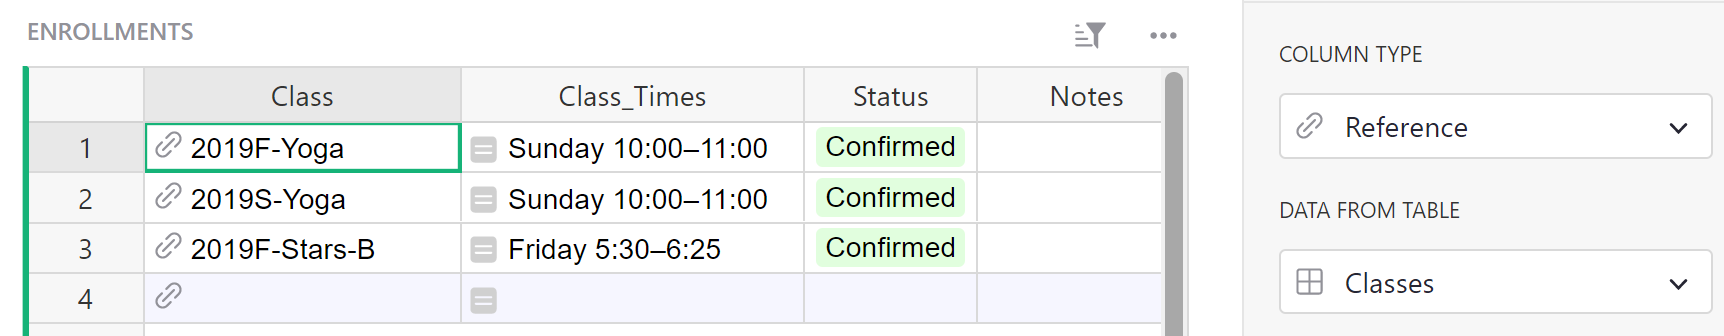 ENROLLMENTS
Class Class_Times Status Notes
1 2019F-Yoga Sunday 10:00–11:00 Confirmed
2 2019S-Yoga Sunday 10:00–11:00 Confirmed
3 2019F-Stars-B Friday 5:30–6:25 Confirmed
4
COLUMN TYPE
Reference
DATA FROM TABLE
Classes